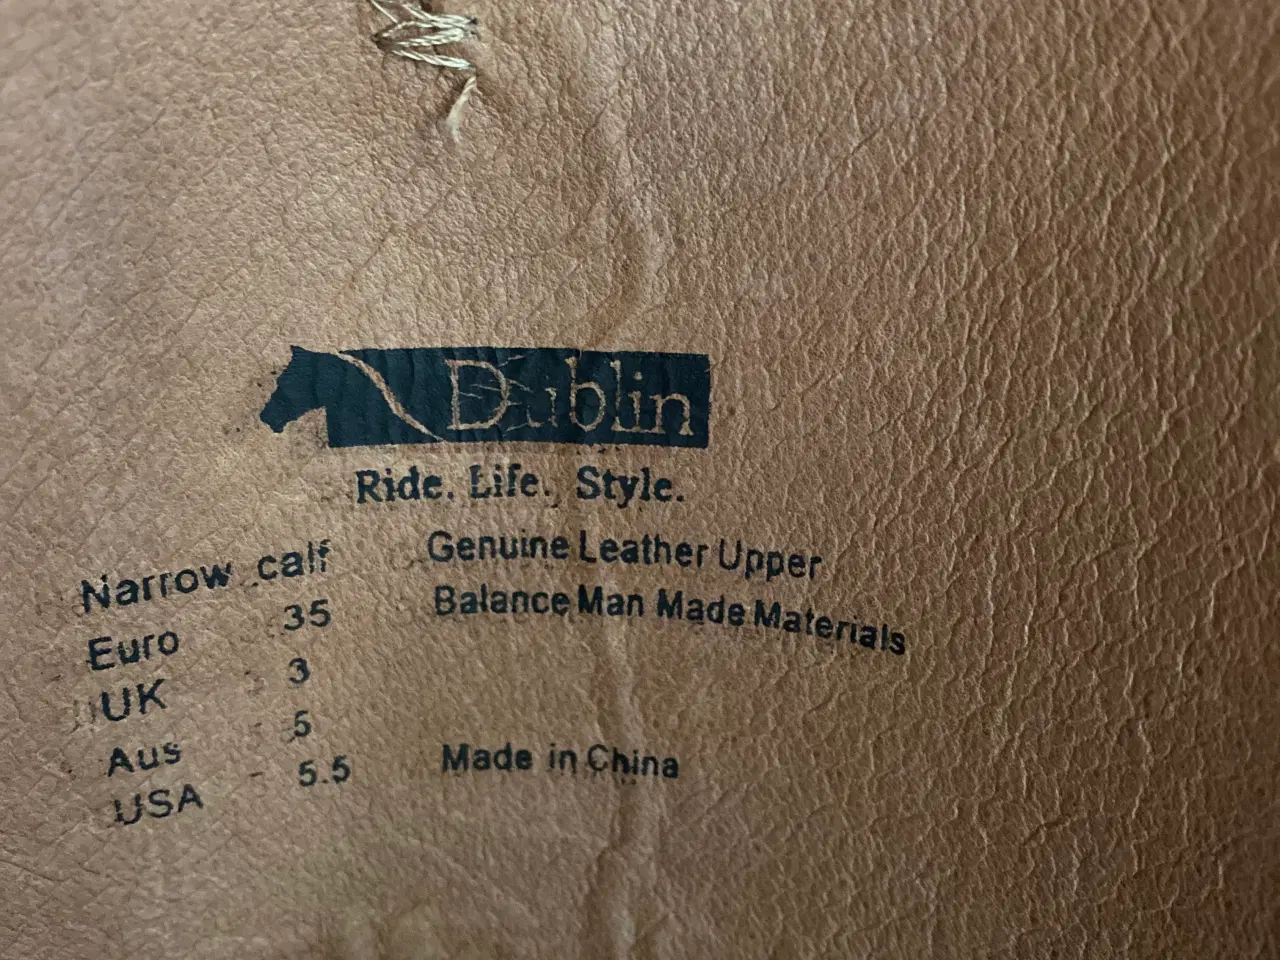 Dublin
Ride. Life. Style.
Narrow calf
Euro 35
UK 3
Aus 5
USA 5.5
Genuine Leather Upper
Balance Man Made Materials
Made in China